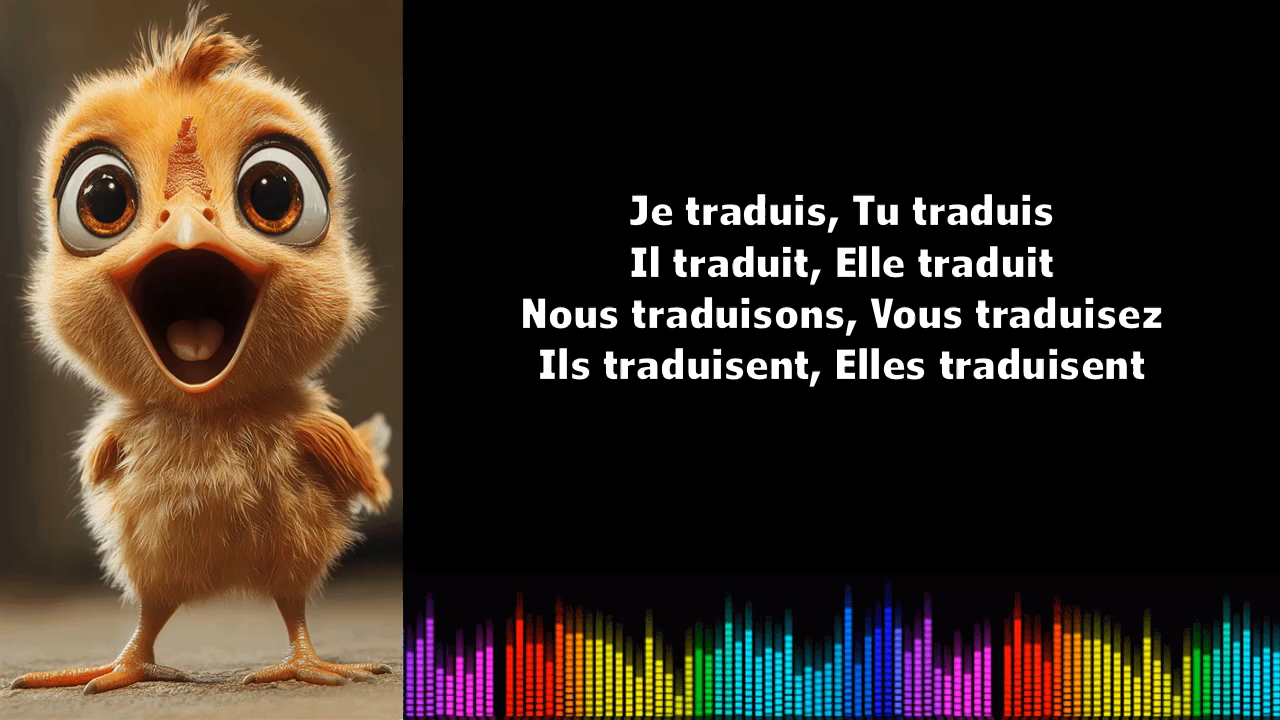 Je traduis, Tu traduis
Il traduit, Elle traduit
Nous traduisons, Vous traduisez
Ils traduisent, Elles traduisent